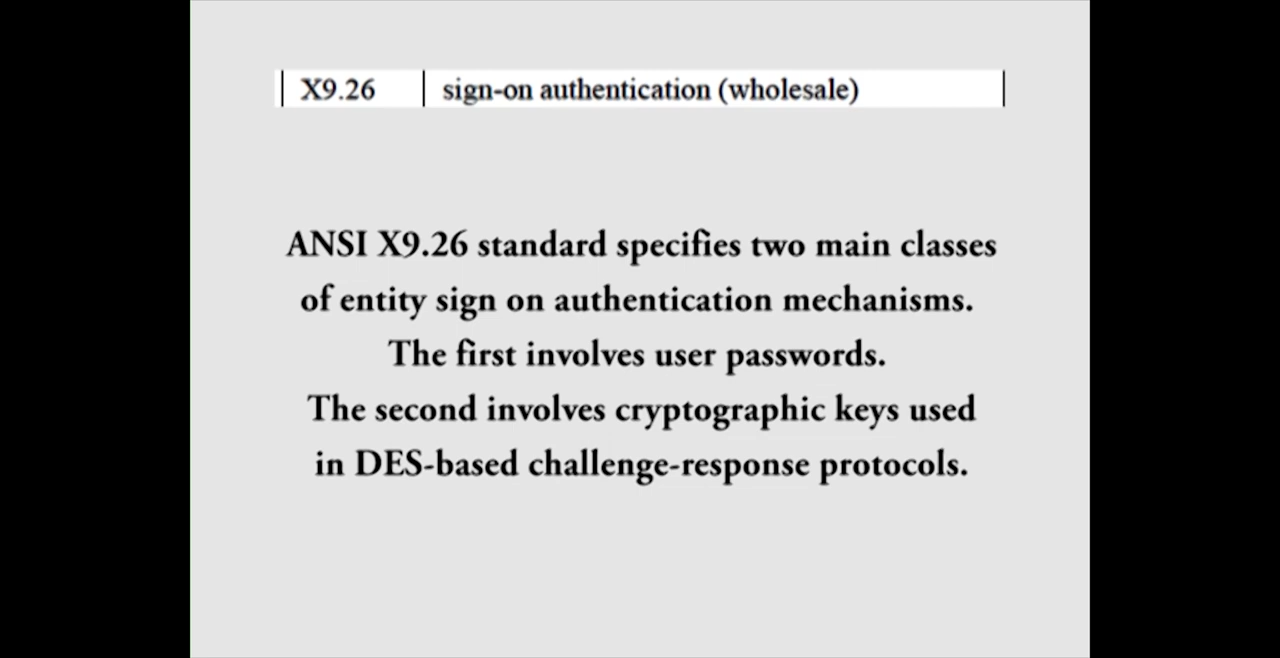 X9.26 sign-on authentication (wholesale)
ANSI X9.26 standard specifies two main classes
of entity sign on authentication mechanisms.
The first involves user passwords.
The second involves cryptographic keys used
in DES-based challenge-response protocols.